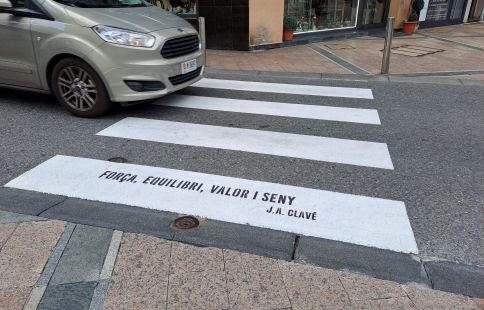 FORÇA, EQUILIBRI, VALOR I SENY
J.A. CLAVÉ